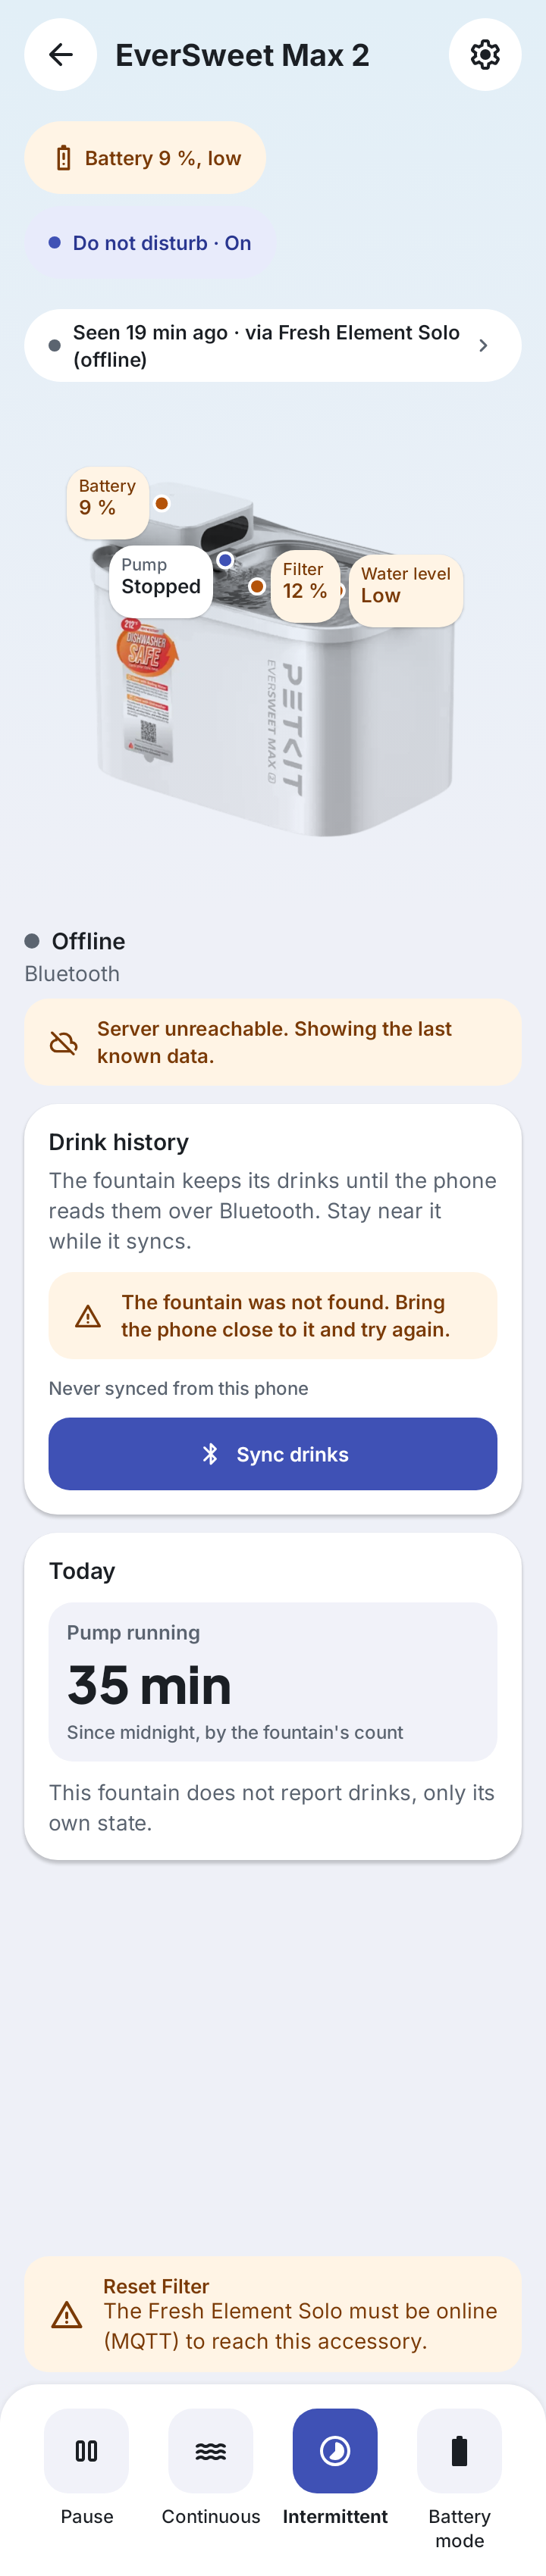 EverSweet Max 2
Battery 9 %, low
Do not disturb · On
Seen 19 min ago · via Fresh Element Solo
(offline)
Battery
9 %
Pump
Stopped
Filter
12 %
Water level
Low
212°
DISHWASHER
SAFE
PETKIT
EVERSWEET MAX 2
Offline
Bluetooth
Server unreachable. Showing the last
known data.
Drink history
The fountain keeps its drinks until the phone
reads them over Bluetooth. Stay near it
while it syncs.
The fountain was not found. Bring
the phone close to it and try again.
Never synced from this phone
Sync drinks
Today
Pump running
35 min
Since midnight, by the fountain's count
This fountain does not report drinks, only its
own state.
Reset Filter
The Fresh Element Solo must be online
(MQTT) to reach this accessory.
Pause
Continuous
Intermittent
Battery
mode